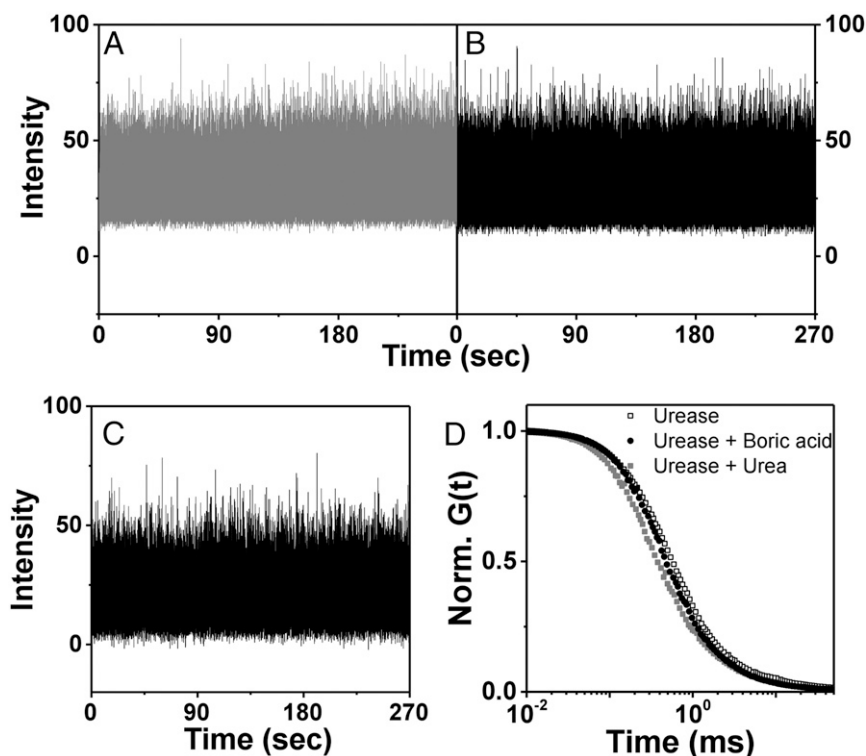 100 A B 100
50 50
0 0
Intensity
0 90 180 0 90 180 270
Time (sec)
100 C
50
0
Intensity
0 90 180 270
Time (sec)
D
Urease
Urease + Boric acid
Urease + Urea
1.0
0.5
0.0
Norm. G(t)
10-2 100
Time (ms)